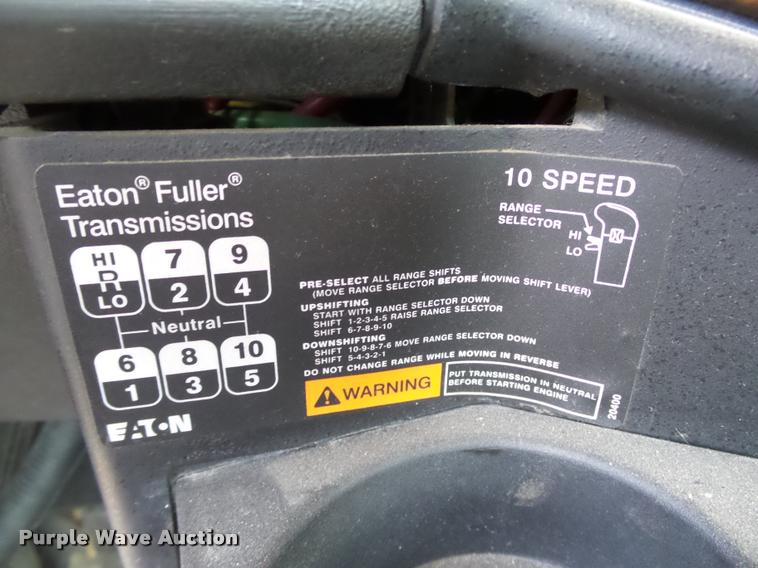 Eaton® Fuller®
Transmissions
10 SPEED
RANGE
SELECTOR
HI
LO
HI
R
LO
7
2
9
4
Neutral
6
1
8
3
10
5
EATON
PRE-SELECT ALL RANGE SHIFTS
(MOVE RANGE SELECTOR BEFORE MOVING SHIFT LEVER)
UPSHIFTING
START WITH RANGE SELECTOR DOWN
SHIFT 1-2-3-4-5 RAISE RANGE SELECTOR
SHIFT 6-7-8-9-10
DOWNSHIFTING
SHIFT 10-9-8-7-6 MOVE RANGE SELECTOR DOWN
SHIFT 5-4-3-2-1
DO NOT CHANGE RANGE WHILE MOVING IN REVERSE
WARNING
PUT TRANSMISSION IN NEUTRAL
BEFORE STARTING ENGINE
20400
Purple Wave Auction